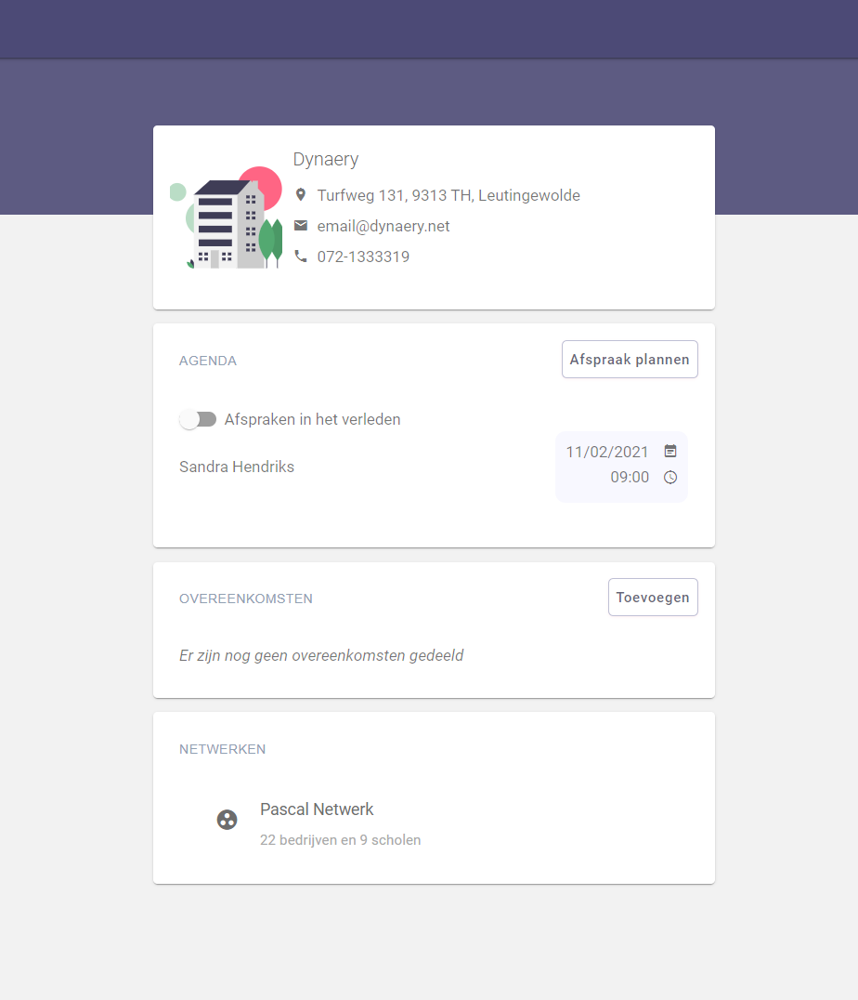 Dynaery
Turfweg 131, 9313 TH, Leutingewolde
email@dynaery.net
072-1333319
AGENDA
Afspraak plannen
Afspraken in het verleden
Sandra Hendriks
11/02/2021
09:00
OVEREENKOMSTEN
Toevoegen
Er zijn nog geen overeenkomsten gedeeld
NETWERKEN
Pascal Netwerk
22 bedrijven en 9 scholen